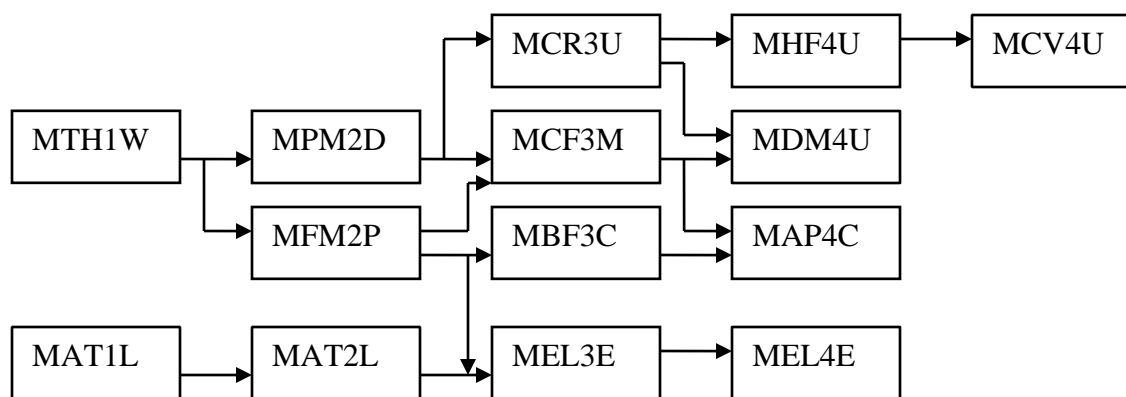 MCR3U MHF4U MCV4U
MTH1W MPM2D MCF3M MDM4U
MFM2P MBF3C MAP4C
MAT1L MAT2L MEL3E MEL4E